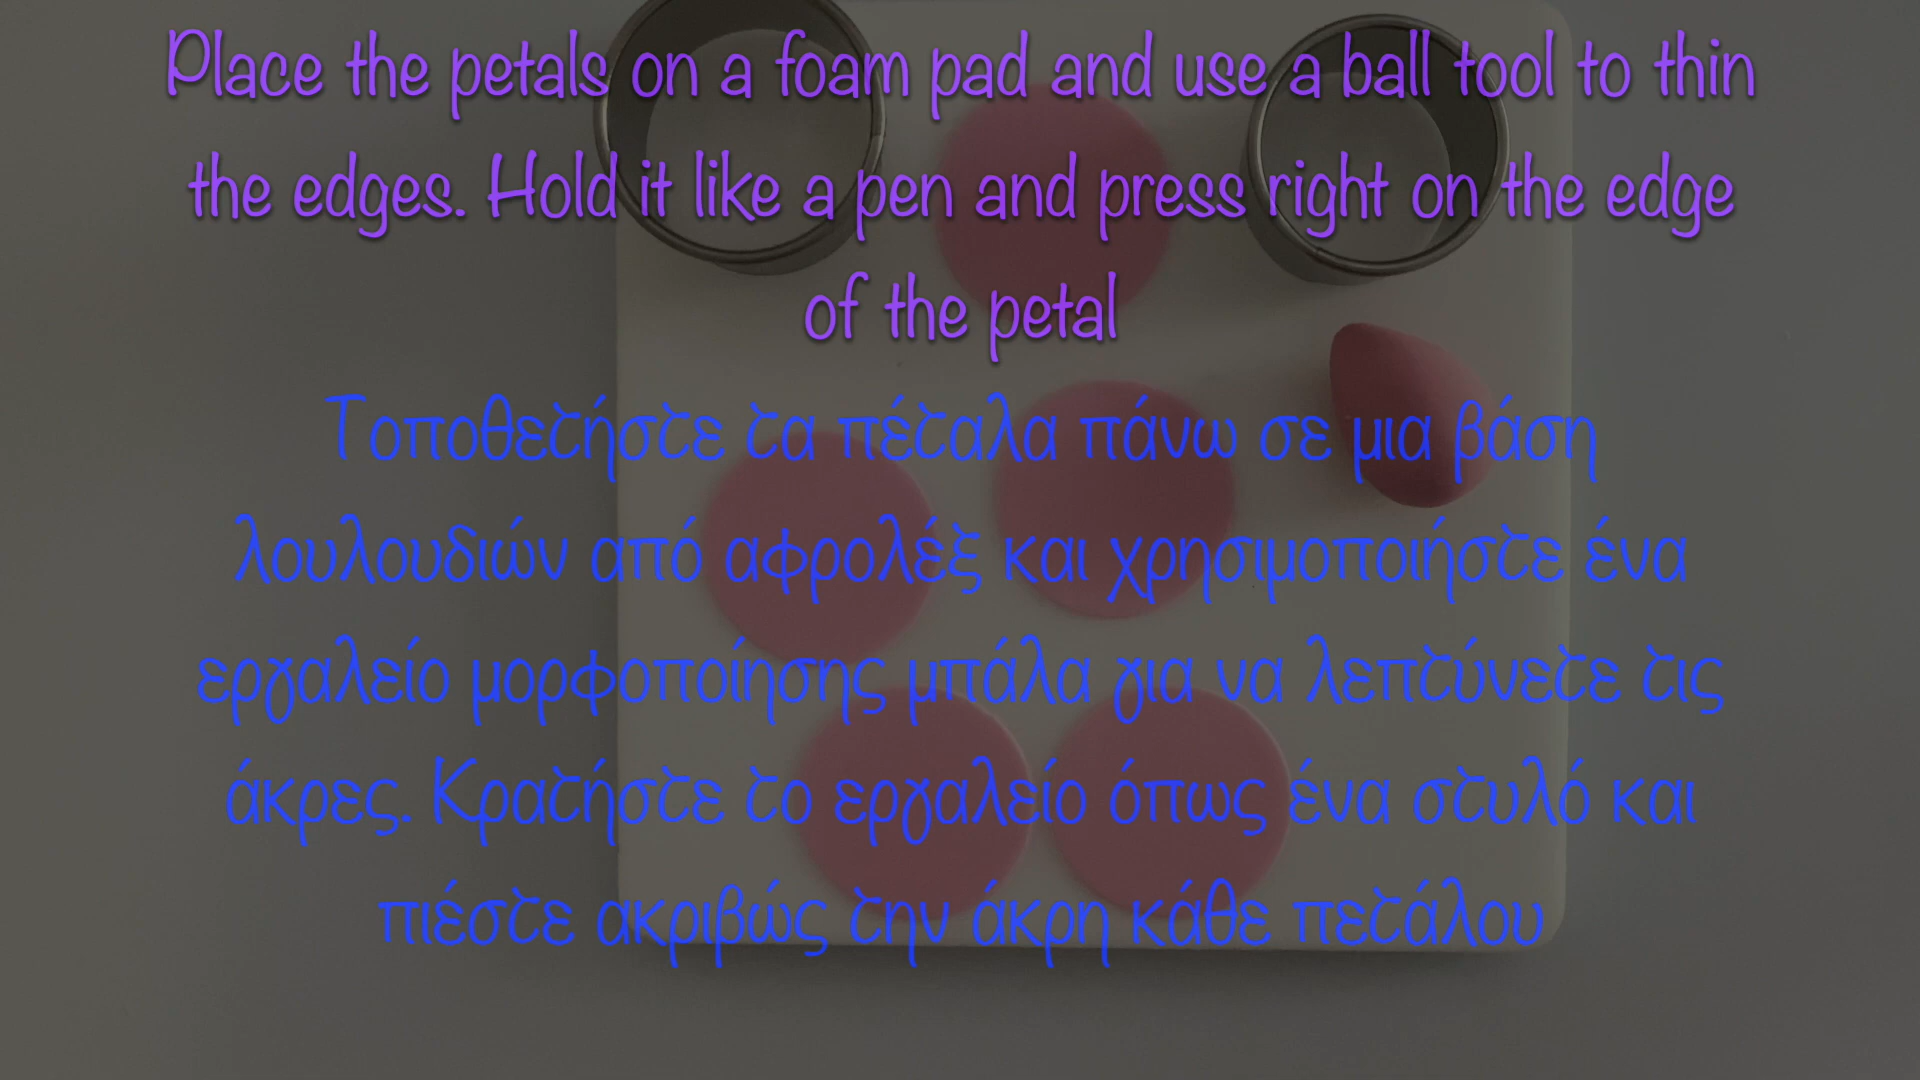 Place the petals on a foam pad and use a ball tool to thin
the edges. Hold it like a pen and press right on the edge
of the petal
Τοποθετήστε τα πέταλα πάνω σε μια βάση
λουλουδιών από αφρολέξ και χρησιμοποιήστε ένα
εργαλείο μορφοποίησης μπάλα για να λεπτύνετε τις
άκρες. Κρατήστε το εργαλείο όπως ένα στυλό και
πιέστε ακριβώς την άκρη κάθε πετάλου